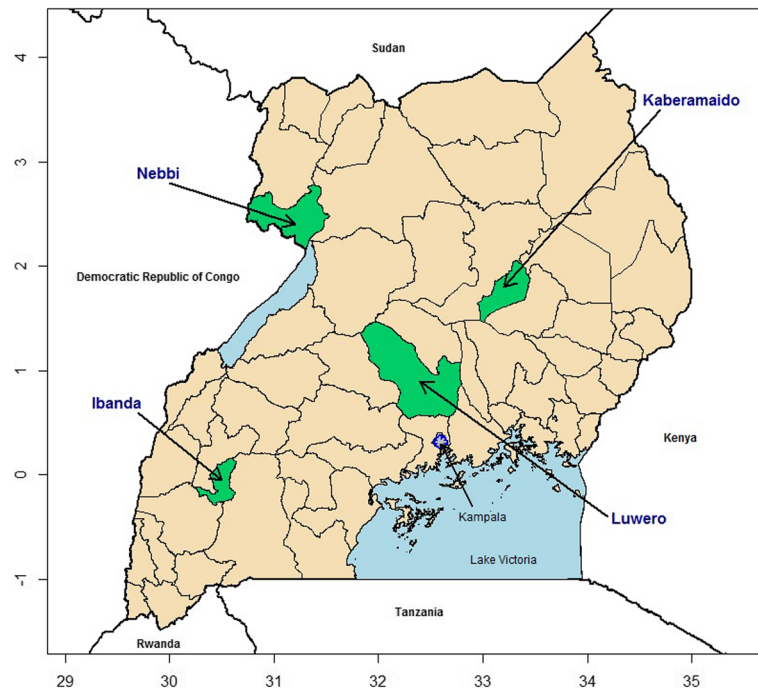 Sudan
Kaberamaido
Nebbi
Democratic Republic of Congo
Ibanda
Kenya
Kampala
Luwero
Lake Victoria
Tanzania
Rwanda
4
3
2
1
0
-1
29 30 31 32 33 34 35